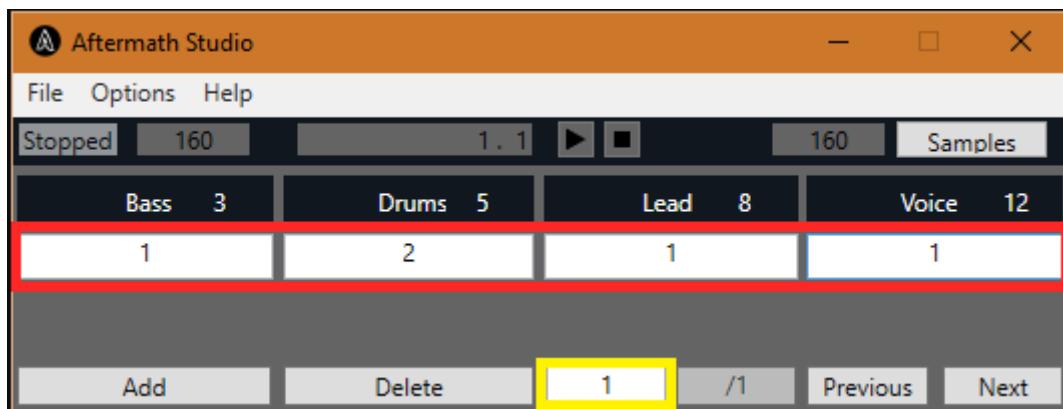 Aftermath Studio
File Options Help
Stopped 160 1 . 1 160 Samples
Bass 3 Drums 5 Lead 8 Voice 12
1 2 1 1
Add Delete 1 /1 Previous Next